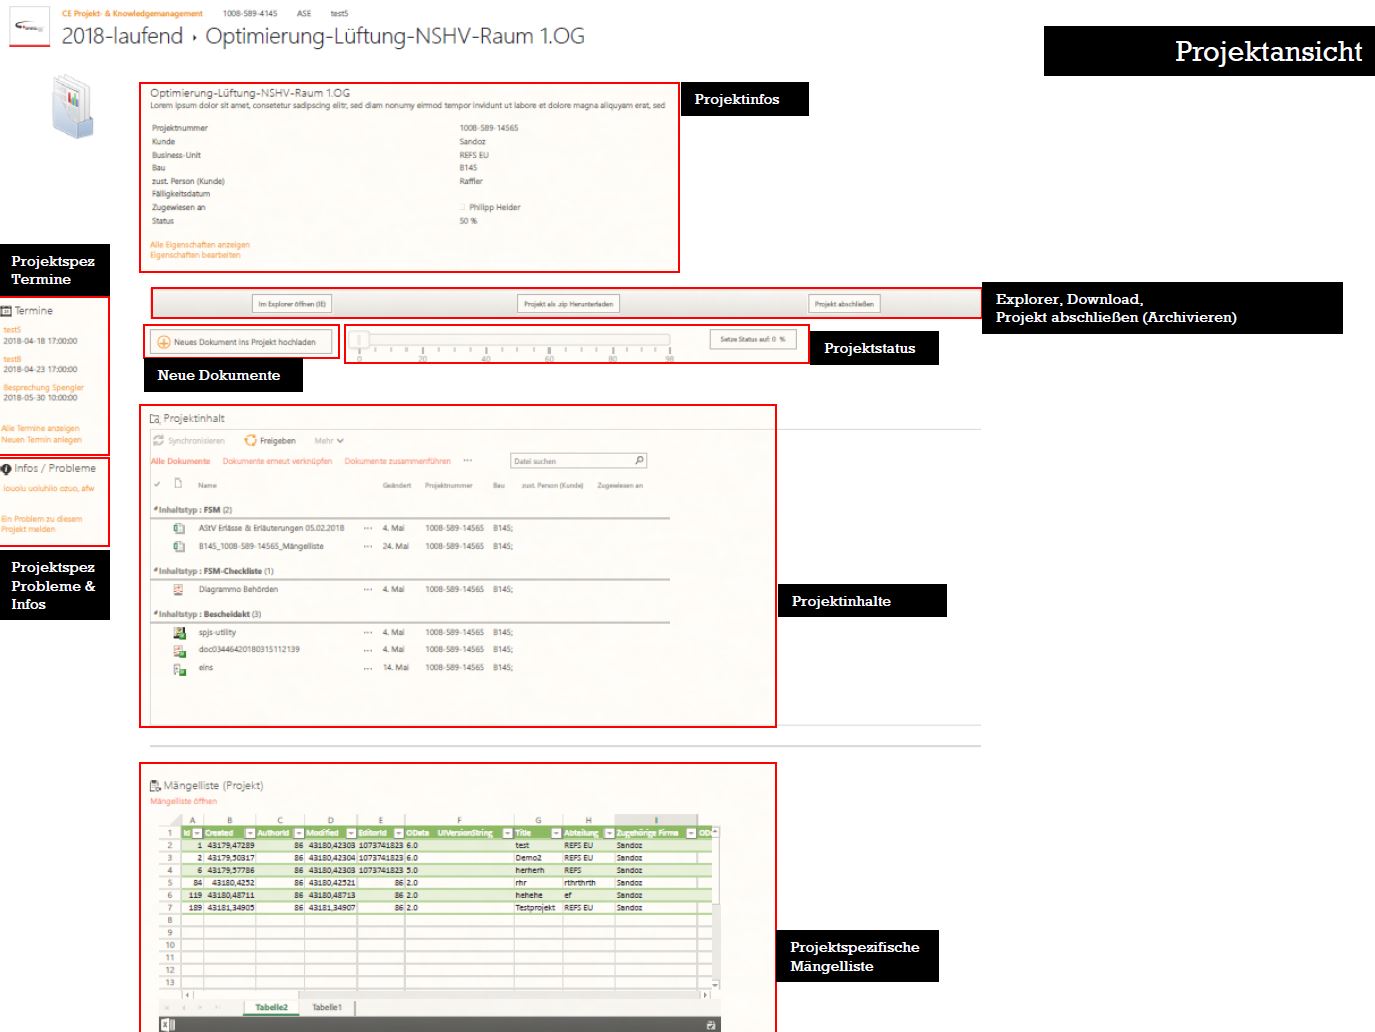 CE Projekt- & Knowledgemanagement 1008-589-4145 ASE test5
2018-laufend › Optimierung-Lüftung-NSHV-Raum 1.OG
Projektansicht
Optimierung-Lüftung-NSHV-Raum 1.OG
Lorem ipsum dolor sit amet, consetetur sadipscing elitr, sed diam nonumy eirmod tempor invidunt ut labore et dolore magna aliquyam erat, sed
Projektnummer 1008-589-14565
Kunde Sandoz
Business-Unit REFS EU
Bau B145
zust. Person (Kunde) Raffler
Fälligkeitsdatum
Zugewiesen an Philipp Heider
Status 50 %
Alle Eigenschaften anzeigen
Eigenschaften bearbeiten
Projektinfos
Projektspez
Termine
Termine
test5
2018-04-18 17:00:00
test8
2018-04-23 17:00:00
Besprechung Spengler
2018-05-30 10:00:00
Alle Termine anzeigen
Neuen Termin anlegen
Infos / Probleme
Ein Problem zu diesem
Projekt melden
Projektspez
Probleme &
Infos
Im Explorer öffnen (IE) Projekt als .zip Herunterladen Projekt abschließen
Explorer, Download,
Projekt abschließen (Archivieren)
Neues Dokument ins Projekt hochladen
Neue Dokumente
0 20 40 60 80 98
Setze Status auf: 0 %
Projektstatus
Projektinhalt
Synchronisieren Freigeben Mehr
Alle Dokumente Dokumente erneut verknüpfen Dokumente zusammenführen ··· Datei suchen
Name Geändert Projektnummer Bau zust. Person (Kunde) Zugewiesen an
Inhaltstyp : FSM (2)
AStV Erlässe & Erläuterungen 05.02.2018 ··· 4. Mai 1008-589-14565 B145;
B145_1008-589-14565_Mängelliste ··· 24. Mai 1008-589-14565 B145;
Inhaltstyp : FSM-Checkliste (1)
Diagrammo Behörden ··· 4. Mai 1008-589-14565 B145;
Inhaltstyp : Bescheidakt (3)
spjs-utility ··· 4. Mai 1008-589-14565 B145;
doc03446420180315112139 ··· 4. Mai 1008-589-14565 B145;
eins ··· 14. Mai 1008-589-14565 B145;
Projektinhalte
Mängelliste (Projekt)
Mängelliste öffnen
A B C D E F G H I
1 Id Created AuthorId Modified EditorId OData UIVersionString Title Abteilung Zugehörige Firma
2 1 43179,47289 86 43180,42303 1073741823 6.0 test REFS EU Sandoz
3 2 43179,50317 86 43180,42304 1073741823 6.0 Demo2 REFS EU Sandoz
4 6 43179,57786 86 43180,42303 1073741823 5.0 herherh REFS Sandoz
5 84 43180,4252 86 43180,42521 86 2.0 rhr rthrthrth Sandoz
6 119 43180,48711 86 43180,48713 86 2.0 hehehe ef Sandoz
7 189 43181,34905 86 43181,34907 86 2.0 Testprojekt REFS EU Sandoz
8
9
10
11
12
13
Tabelle2 Tabelle1
Projektspezifische
Mängelliste